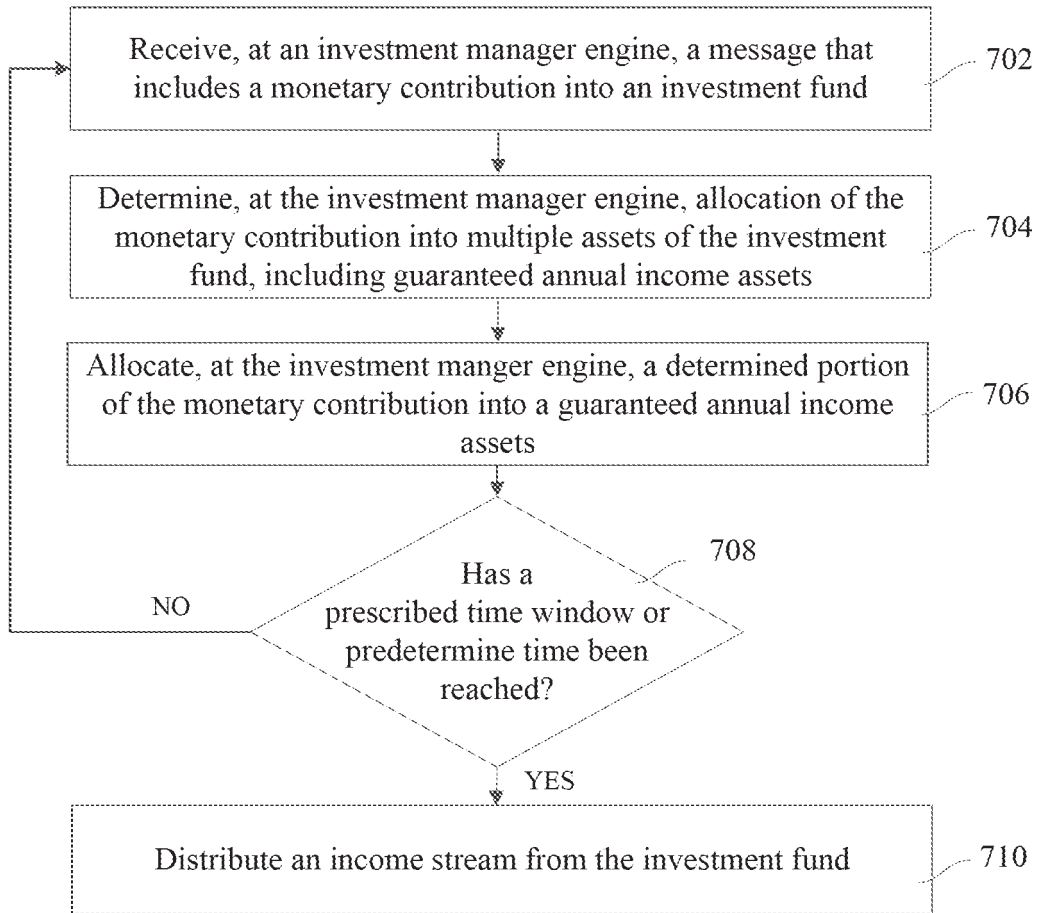 Receive, at an investment manager engine, a message that
includes a monetary contribution into an investment fund
702
Determine, at the investment manager engine, allocation of the
monetary contribution into multiple assets of the investment
fund, including guaranteed annual income assets
704
Allocate, at the investment manger engine, a determined portion
of the monetary contribution into a guaranteed annual income
assets
706
708
Has a
prescribed time window or
predetermine time been
reached?
NO
YES
Distribute an income stream from the investment fund
710